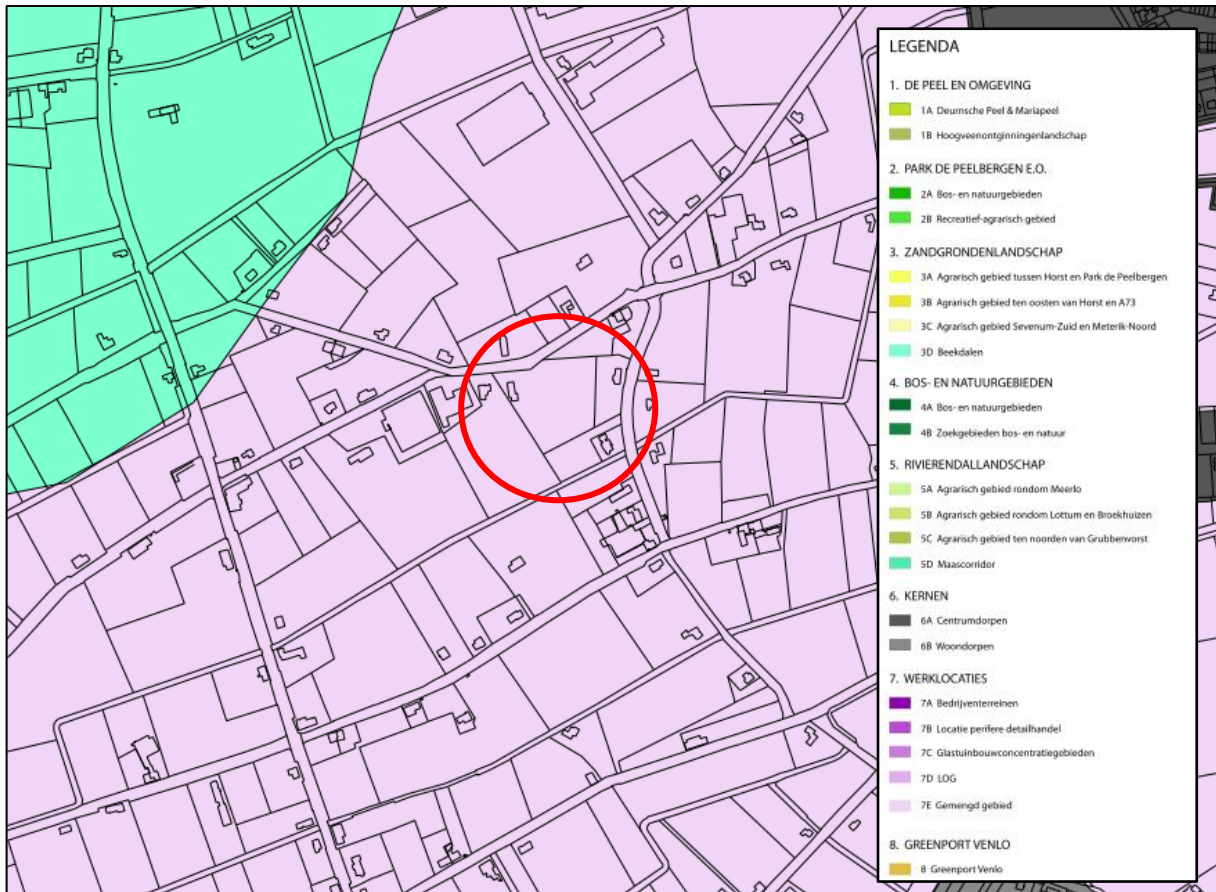 LEGENDA
1. DE PEEL EN OMGEVING
1A Deurnsche Peel & Mariapeel
1B Hoogveenontginningenlandschap
2. PARK DE PEELBERGEN E.O.
2A Bos- en natuurgebieden
2B Recreatief-agrarisch gebied
3. ZANDGRONDENLANDSCHAP
3A Agrarisch gebied tussen Horst en Park de Peelbergen
3B Agrarisch gebied ten oosten van Horst en A73
3C Agrarisch gebied Sevenum-Zuid en Meterik-Noord
3D Beekdalen
4. BOS- EN NATUURGEBIEDEN
4A Bos- en natuurgebieden
4B Zoekgebieden bos- en natuur
5. RIVIERENDALLANDSCHAP
5A Agrarisch gebied rondom Meerlo
5B Agrarisch gebied rondom Lottum en Broekhuizen
5C Agrarisch gebied ten noorden van Grubbenvorst
5D Maascorridor
6. KERNEN
6A Centrumdorpen
6B Woondorpen
7. WERKLOCATIES
7A Bedrijventerreinen
7B Locatie perifere detailhandel
7C Glastuinbouwconcentratiegebieden
7D LOG
7E Gemengd gebied
8. GREENPORT VENLO
8 Greenport Venlo